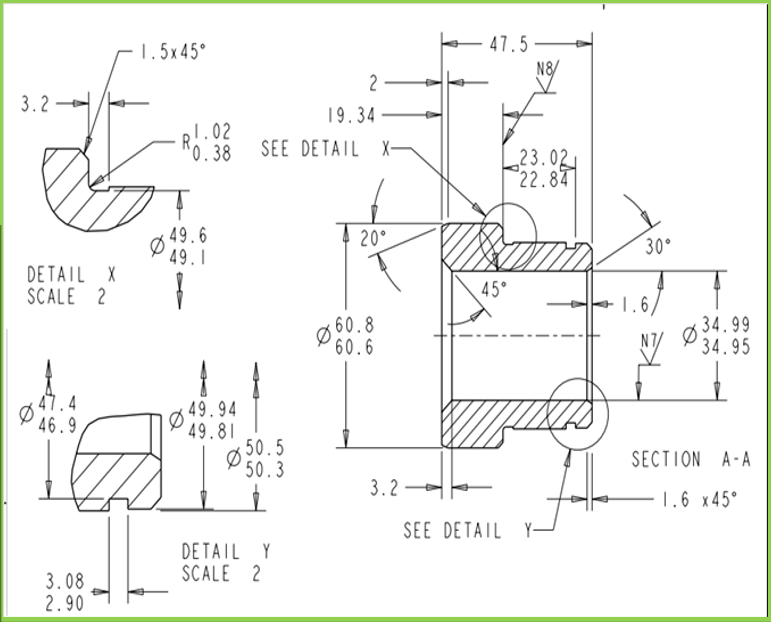 1.5x45°
3.2
R1.02
0.38
Ø49.6
49.1
DETAIL X
SCALE 2
47.5
2
N8
19.34
SEE DETAIL X
23.02
22.84
20°
30°
45°
1.6
Ø60.8
60.6
N7
Ø34.99
34.95
Ø47.4
46.9
Ø49.94
49.81
Ø50.5
50.3
SECTION A-A
3.2
1.6 x45°
SEE DETAIL Y
DETAIL Y
SCALE 2
3.08
2.90